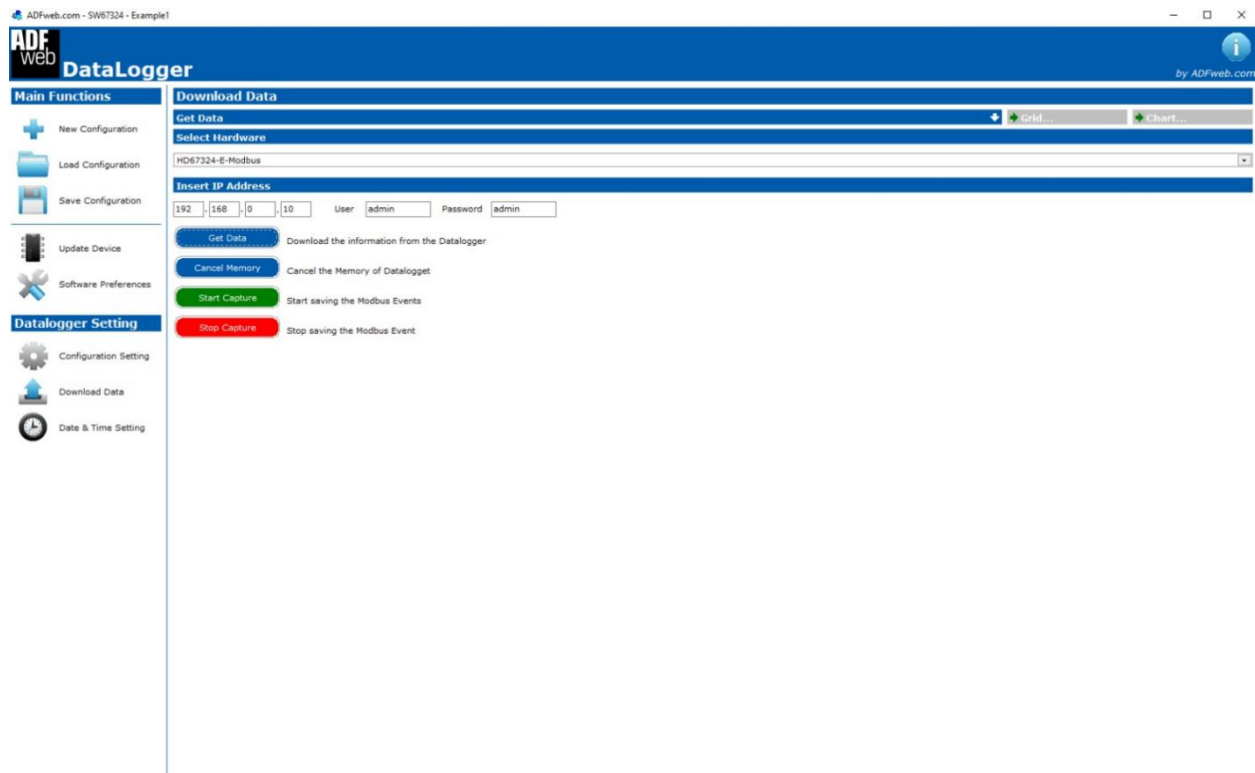 ADFweb.com - SW67324 - Example1
ADF
web
DataLogger
by ADFweb.com
Main Functions
New Configuration
Load Configuration
Save Configuration
Update Device
Software Preferences
Datalogger Setting
Configuration Setting
Download Data
Date & Time Setting
Download Data
Get Data
Grid...
Chart...
Select Hardware
HD67324-E-Modbus
Insert IP Address
192 . 168 . 0 . 10 User admin Password admin
Get Data Download the information from the Datalogger
Cancel Memory Cancel the Memory of Datalogget
Start Capture Start saving the Modbus Events
Stop Capture Stop saving the Modbus Event